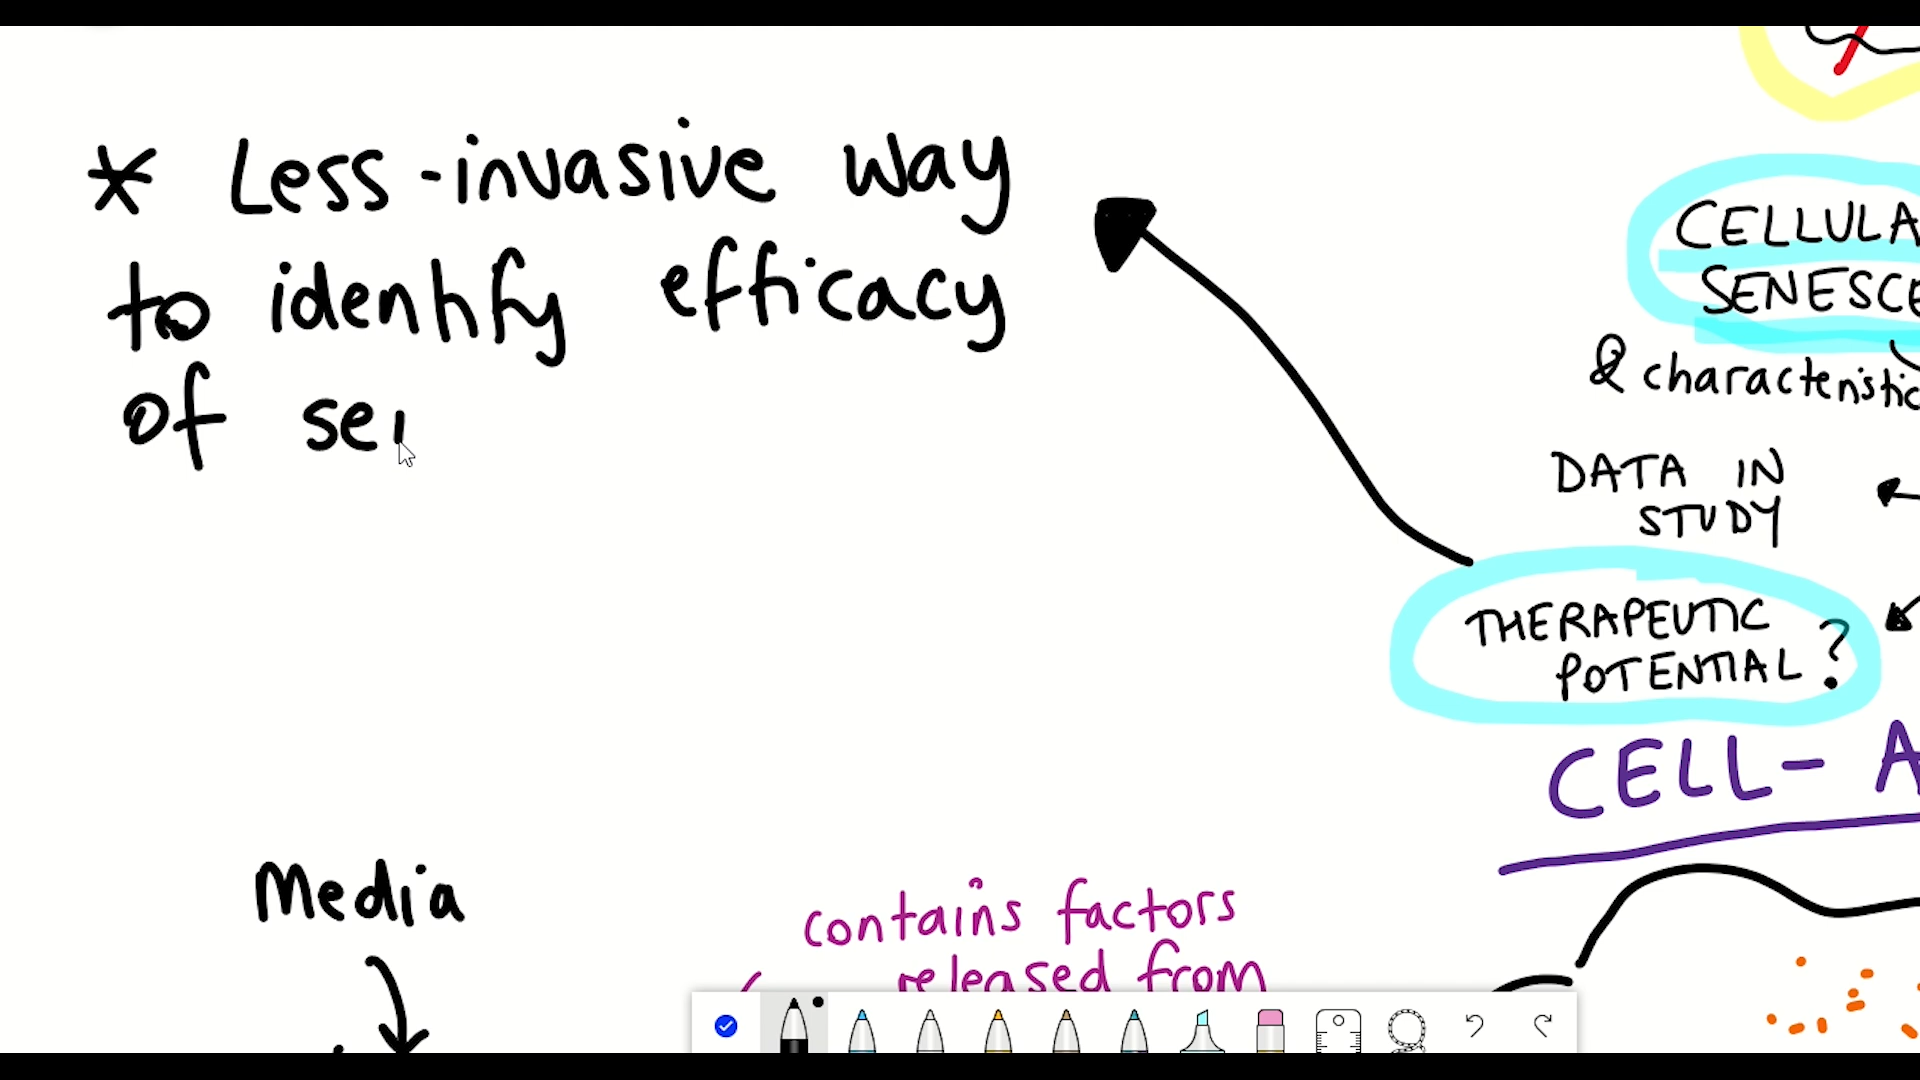 * Less-invasive way
to identify efficacy
of se
CELLULA
SENESCE
& characteristic
DATA IN
STUDY
THERAPEUTIC
POTENTIAL?
CELL- A
Media
contains factors
released from